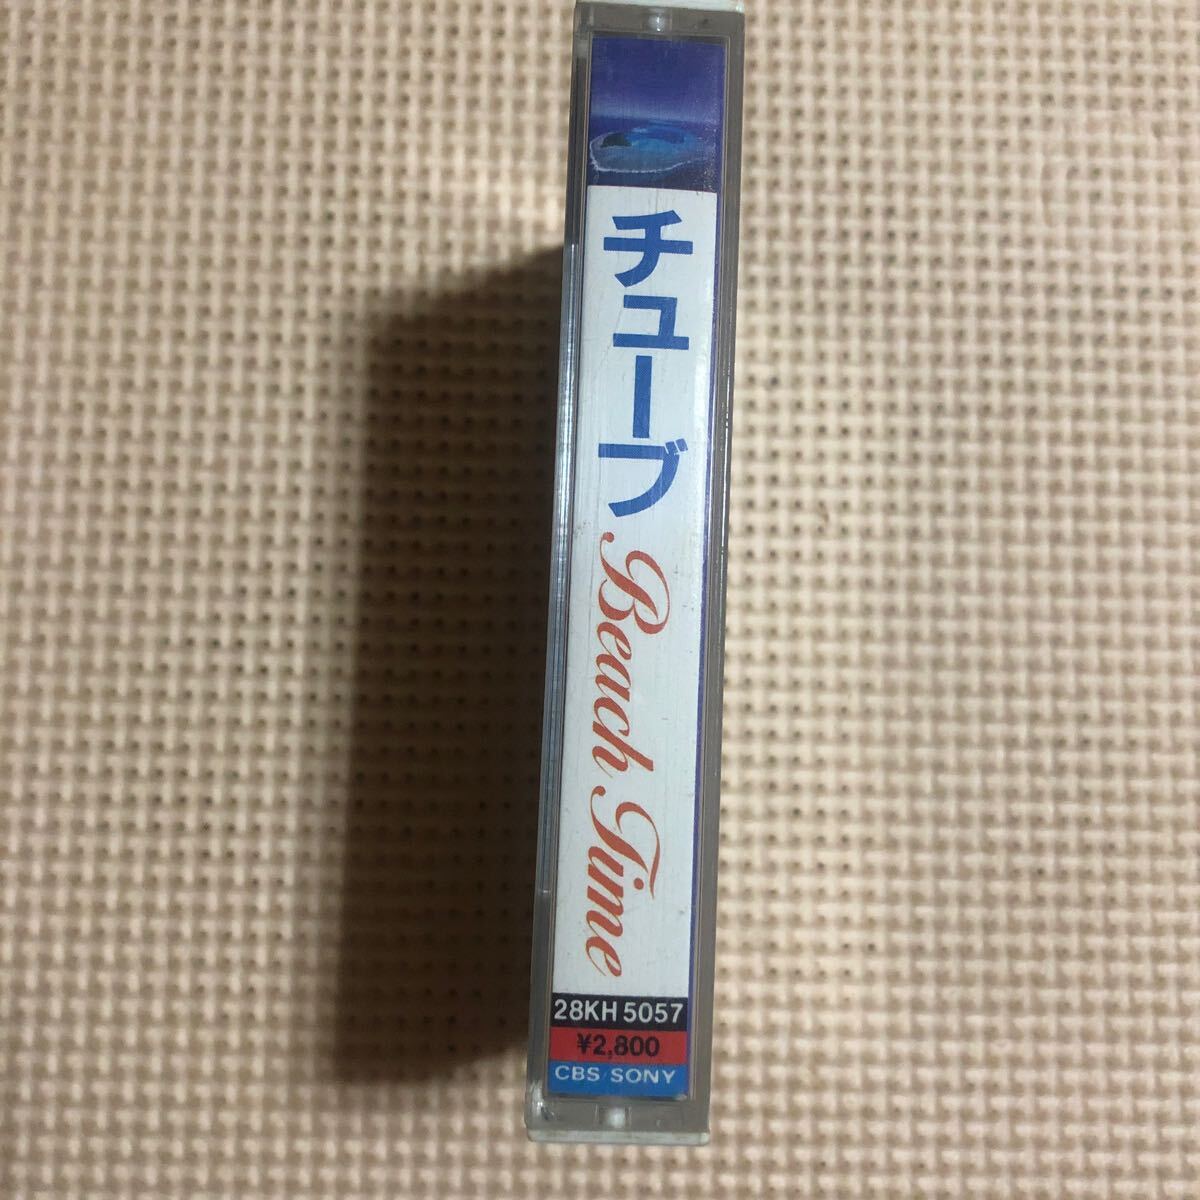 チューブ
Beach Time
28KH 5057
¥2,800
CBS/SONY